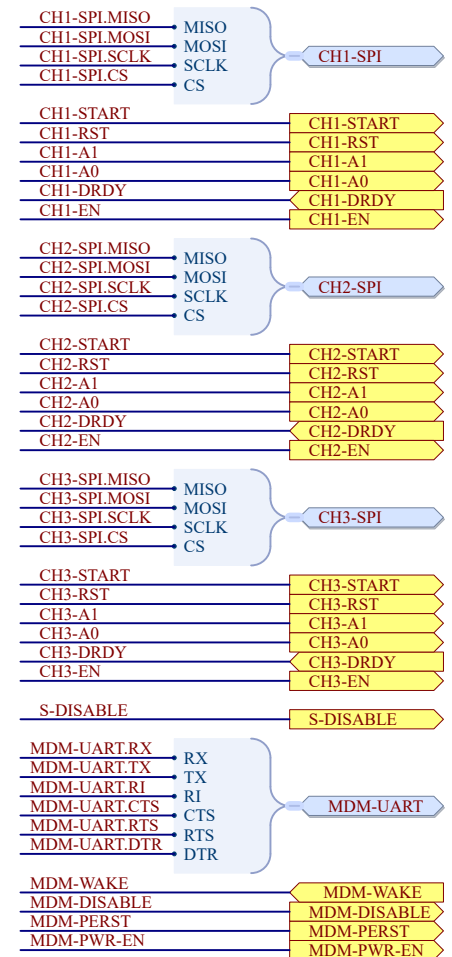 CH1-SPI.MISO MISO
CH1-SPI.MOSI MOSI
CH1-SPI.SCLK SCLK CH1-SPI
CH1-SPI.CS CS
CH1-START CH1-START
CH1-RST CH1-RST
CH1-A1 CH1-A1
CH1-A0 CH1-A0
CH1-DRDY CH1-DRDY
CH1-EN CH1-EN
CH2-SPI.MISO MISO
CH2-SPI.MOSI MOSI
CH2-SPI.SCLK SCLK CH2-SPI
CH2-SPI.CS CS
CH2-START CH2-START
CH2-RST CH2-RST
CH2-A1 CH2-A1
CH2-A0 CH2-A0
CH2-DRDY CH2-DRDY
CH2-EN CH2-EN
CH3-SPI.MISO MISO
CH3-SPI.MOSI MOSI
CH3-SPI.SCLK SCLK CH3-SPI
CH3-SPI.CS CS
CH3-START CH3-START
CH3-RST CH3-RST
CH3-A1 CH3-A1
CH3-A0 CH3-A0
CH3-DRDY CH3-DRDY
CH3-EN CH3-EN
S-DISABLE S-DISABLE
MDM-UART.RX RX
MDM-UART.TX TX
MDM-UART.RI RI
MDM-UART.CTS CTS MDM-UART
MDM-UART.RTS RTS
MDM-UART.DTR DTR
MDM-WAKE MDM-WAKE
MDM-DISABLE MDM-DISABLE
MDM-PERST MDM-PERST
MDM-PWR-EN MDM-PWR-EN